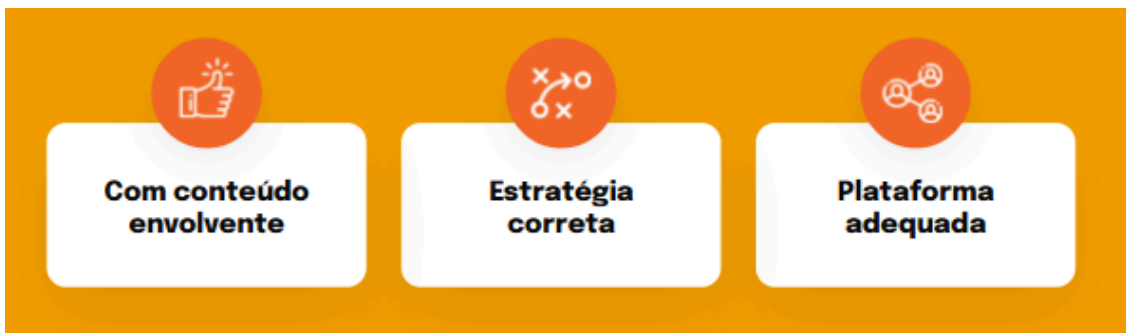 Com conteúdo
envolvente
Estratégia
correta
Plataforma
adequada